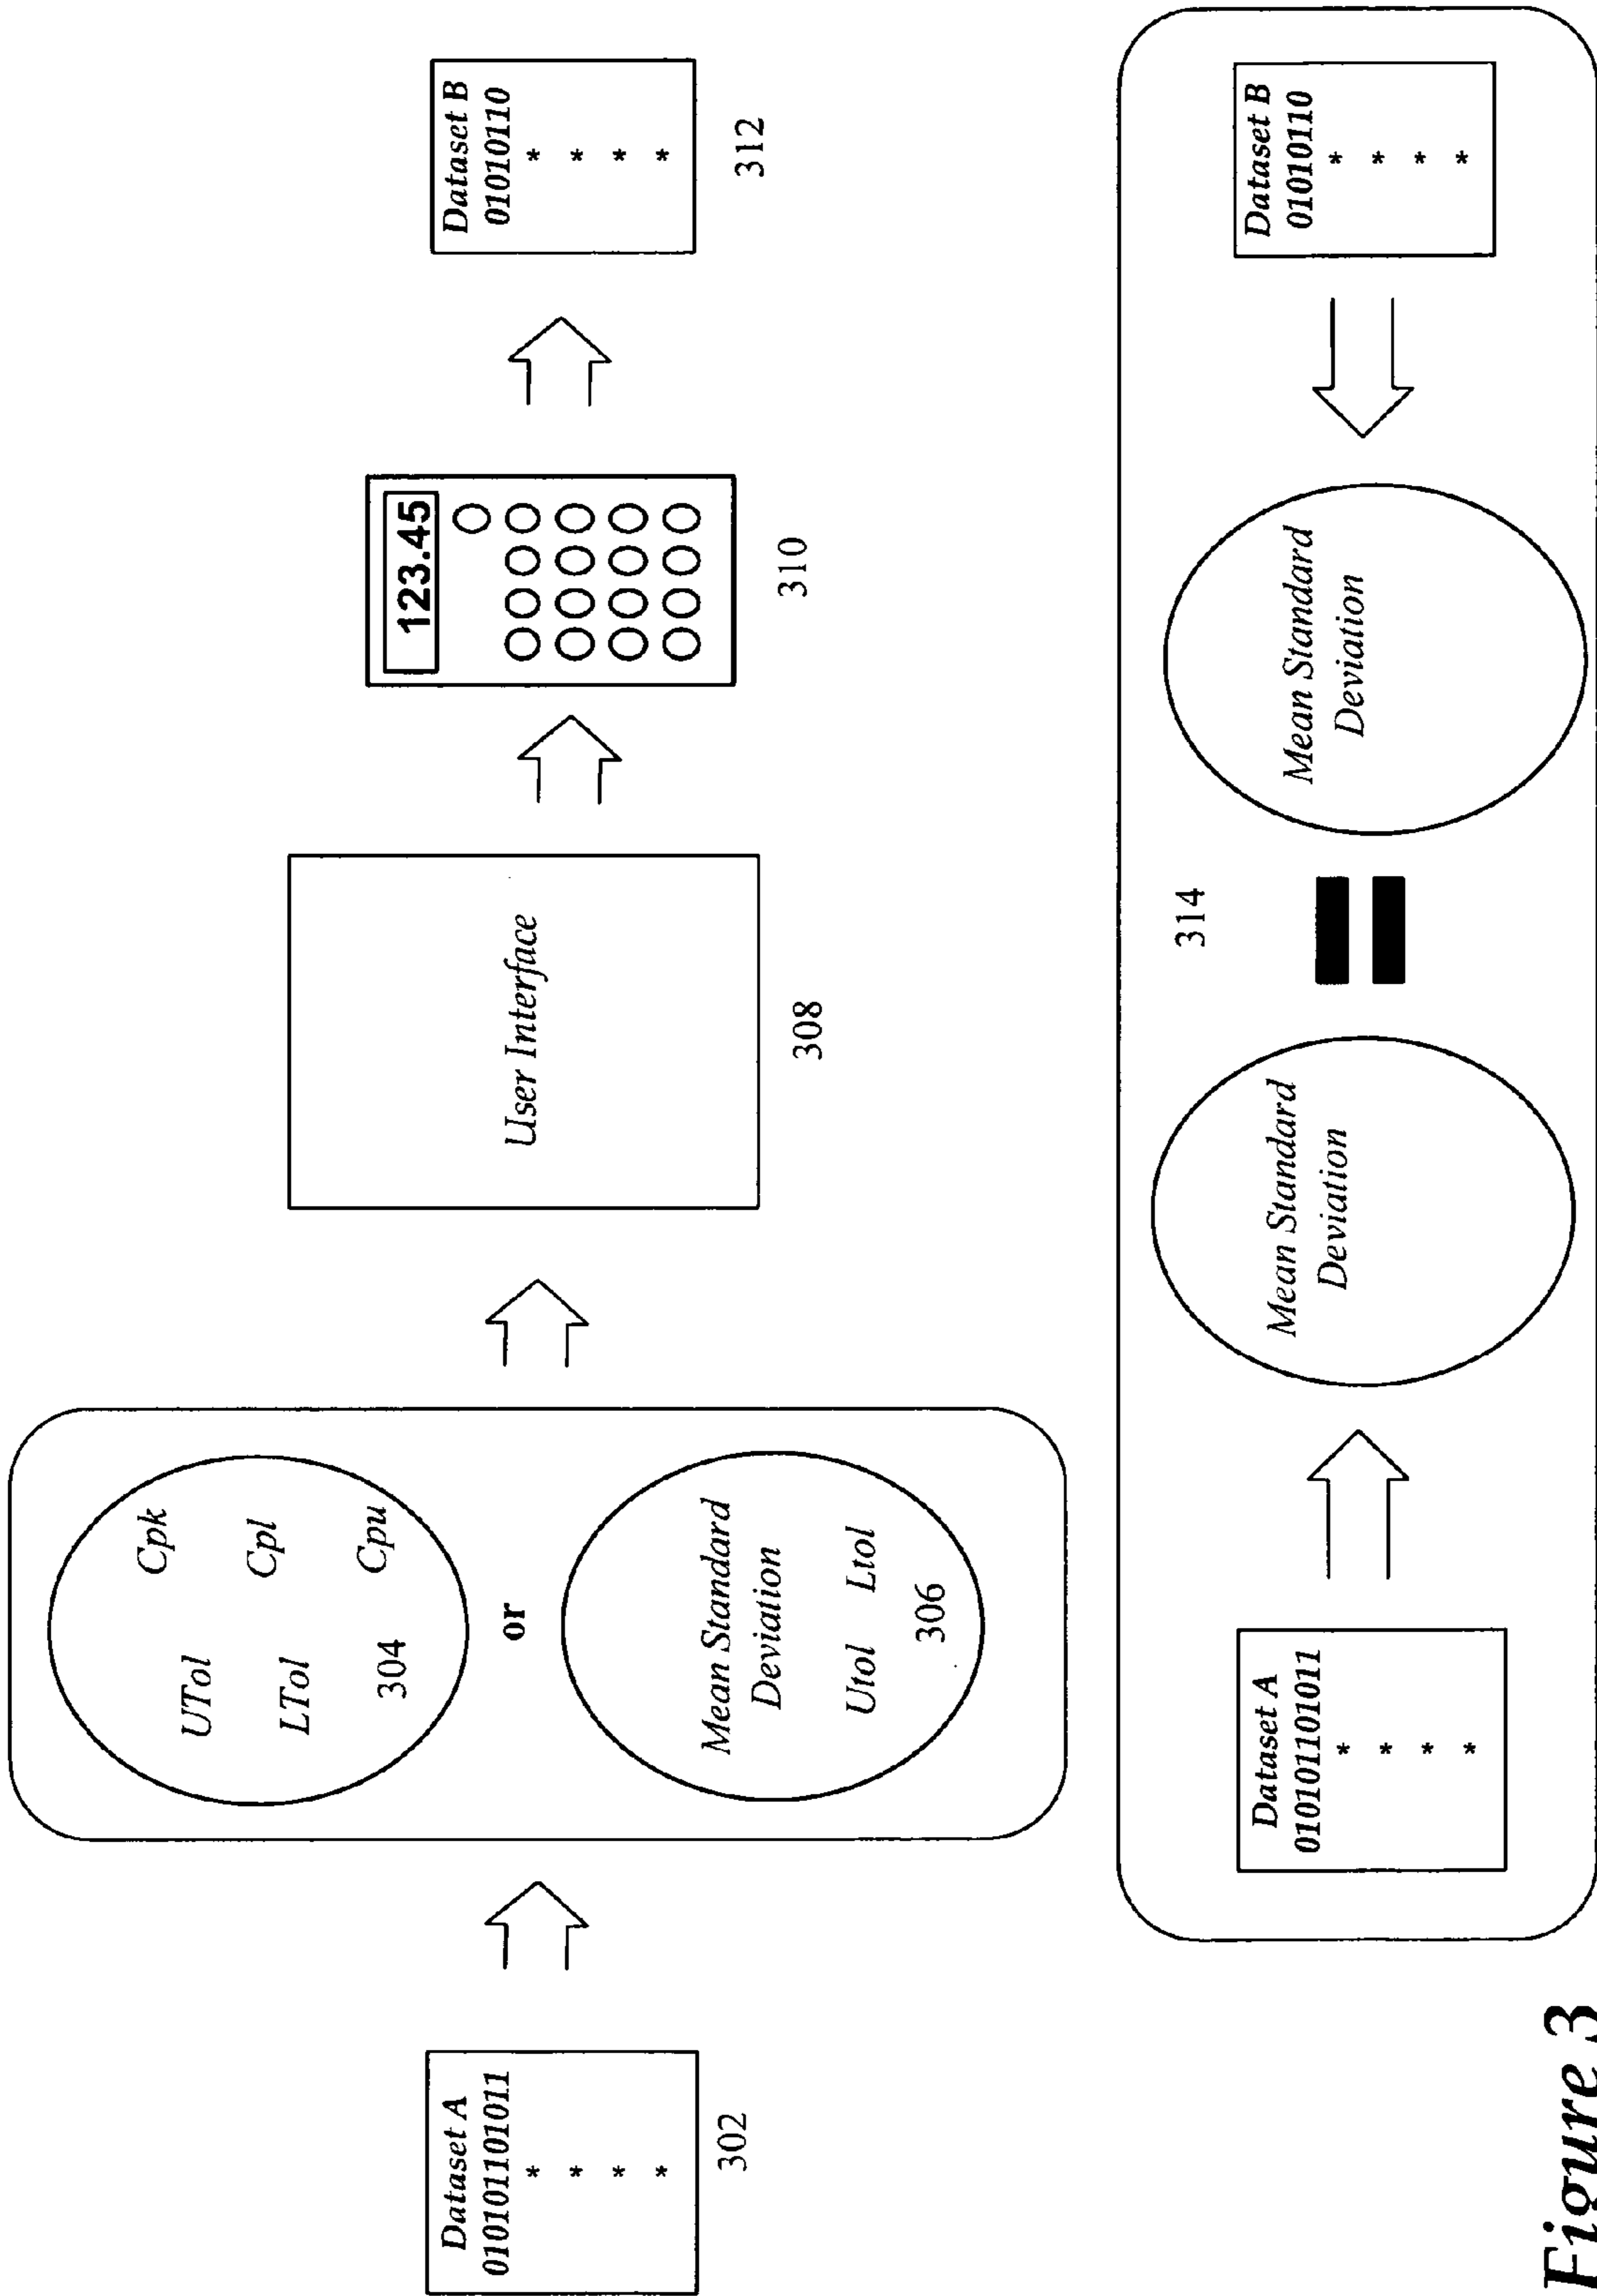 Dataset A
01010110101011
*
*
*
*
302
UTol
Cpk
LTol
Cpl
304
Cpu
or
Mean Standard
Deviation
Utol Ltol
306
User Interface
308
123.45
310
Dataset B
01010110
*
*
*
*
312
Dataset A
01010110101011
*
*
*
*
Mean Standard
Deviation
314
Mean Standard
Deviation
Dataset B
01010110
*
*
*
*
Figure 3